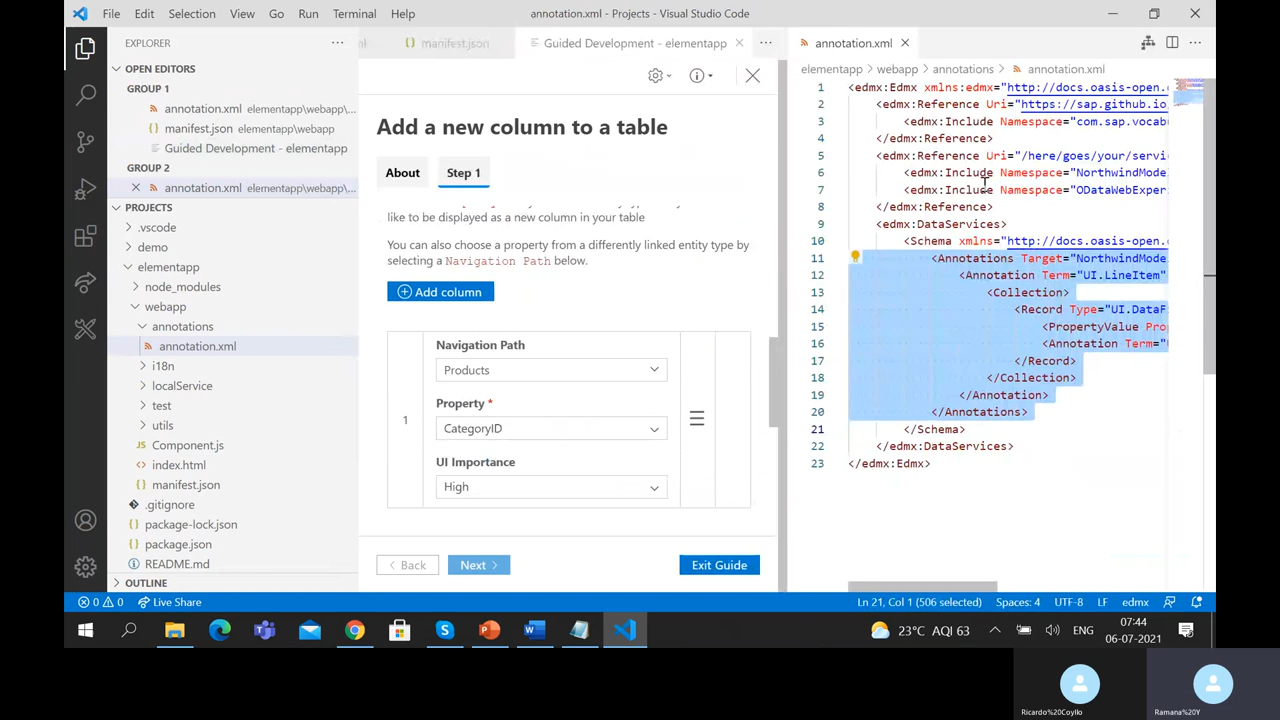 File Edit Selection View Go Run Terminal Help
annotation.xml - Projects - Visual Studio Code
EXPLORER
OPEN EDITORS
GROUP 1
annotation.xml elementapp\webapp\...
manifest.json elementapp\webapp
Guided Development - elementapp
GROUP 2
annotation.xml elementapp\webapp\...
PROJECTS
.vscode
demo
elementapp
node_modules
webapp
annotations
annotation.xml
i18n
localService
test
utils
Component.js
index.html
manifest.json
.gitignore
package-lock.json
package.json
README.md
OUTLINE
manifest.json
Guided Development - elementapp
Add a new column to a table
About
Step 1
like to be displayed as a new column in your table
You can also choose a property from a differently linked entity type by
selecting a Navigation Path below.
Add column
1
Navigation Path
Products
Property *
CategoryID
UI Importance
High
Back
Next
Exit Guide
annotation.xml
elementapp > webapp > annotations > annotation.xml
1 <edmx:Edmx xmlns:edmx="http://docs.oasis-open.
2 <edmx:Reference Uri="https://sap.github.io
3 <edmx:Include Namespace="com.sap.vocab
4 </edmx:Reference>
5 <edmx:Reference Uri="/here/goes/your/servi
6 <edmx:Include Namespace="NorthwindMode
7 <edmx:Include Namespace="ODataWebExper
8 </edmx:Reference>
9 <edmx:DataServices>
10 <Schema xmlns="http://docs.oasis-open.
11 <Annotations Target="NorthwindMode
12 <Annotation Term="UI.LineItem"
13 <Collection>
14 <Record Type="UI.DataF
15 <PropertyValue Pro
16 <Annotation Term="
17 </Record>
18 </Collection>
19 </Annotation>
20 </Annotations>
21 </Schema>
22 </edmx:DataServices>
23 </edmx:Edmx>
0 0 Live Share
Ln 21, Col 1 (506 selected) Spaces: 4 UTF-8 LF edmx
23°C AQI 63
ENG
07:44
06-07-2021
Ricardo%20Coyllo
Ramana%20Y